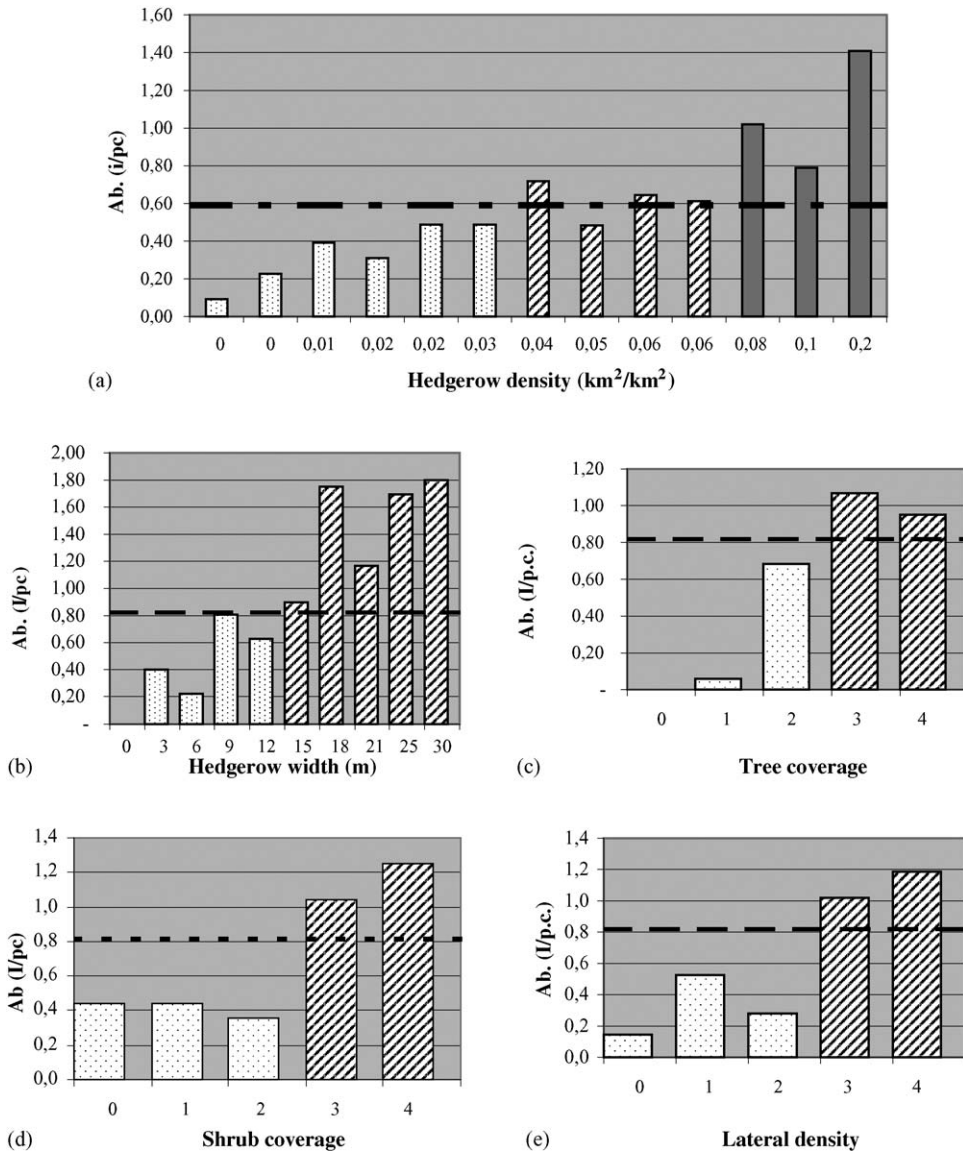 1,60
1,40
1,20
1,00
0,80
0,60
0,40
0,20
0,00
Ab. (i/pc)
0 0 0,01 0,02 0,02 0,03 0,04 0,05 0,06 0,06 0,08 0,1 0,2
(a) Hedgerow density (km²/km²)
2,00
1,80
1,60
1,40
1,20
1,00
0,80
0,60
0,40
0,20
-
Ab. (I/pc)
0 3 6 9 12 15 18 21 25 30
(b) Hedgerow width (m)
1,20
1,00
0,80
0,60
0,40
0,20
-
Ab. (I/p.c.)
0 1 2 3 4
(c) Tree coverage
1,4
1,2
1,0
0,8
0,6
0,4
0,2
0,0
Ab (I/pc)
0 1 2 3 4
(d) Shrub coverage
1,4
1,2
1,0
0,8
0,6
0,4
0,2
0,0
Ab. (I/p.c.)
0 1 2 3 4
(e) Lateral density